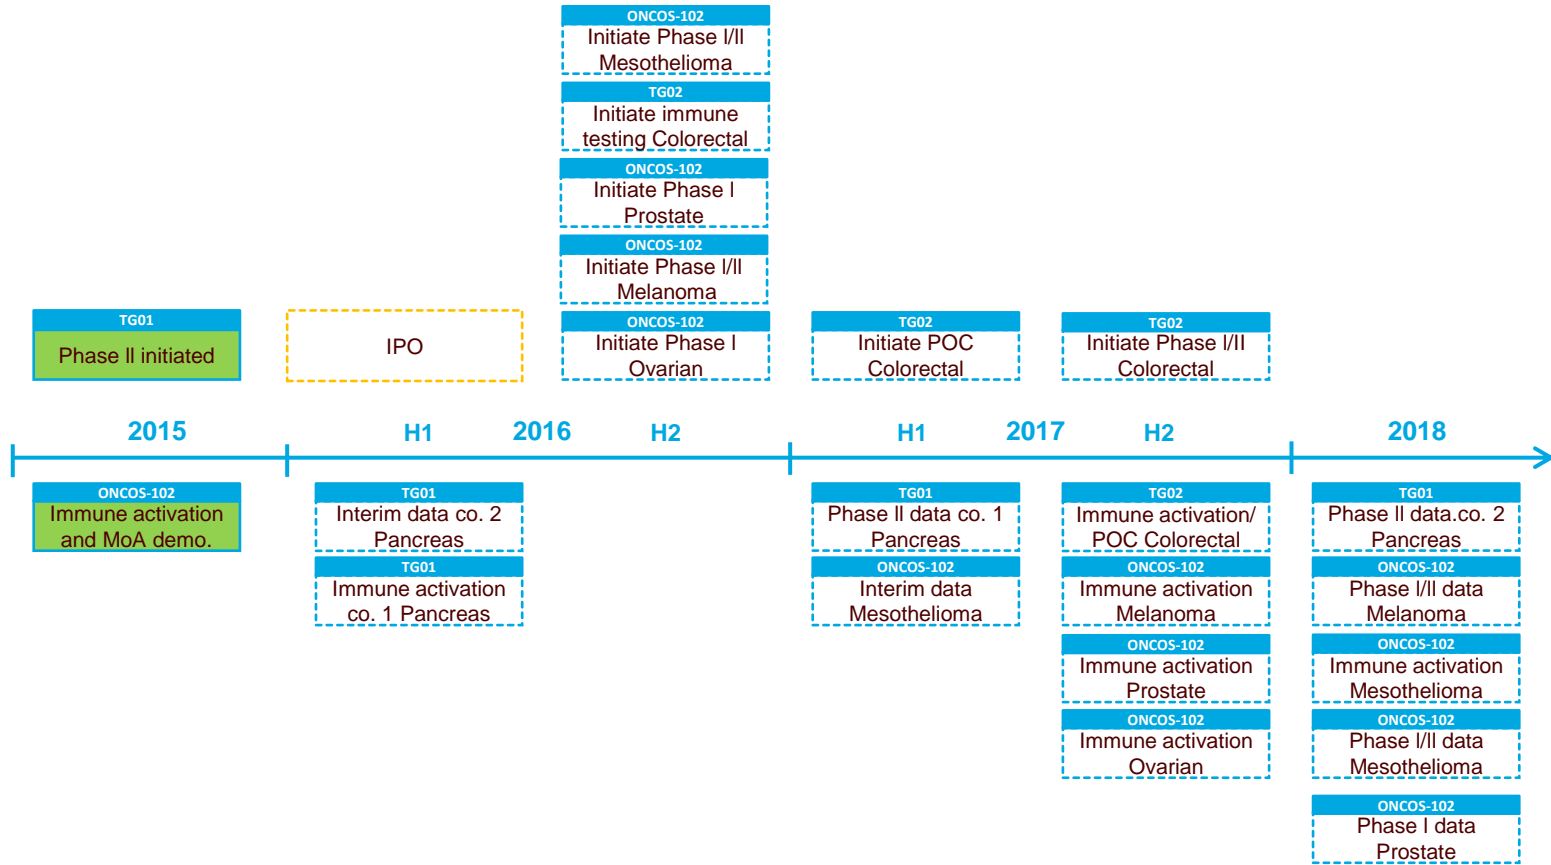 ONCOS-102
Initiate Phase I/II
Mesothelioma
TG02
Initiate immune
testing Colorectal
ONCOS-102
Initiate Phase I
Prostate
ONCOS-102
Initiate Phase I/II
Melanoma
TG01
Phase II initiated
IPO
ONCOS-102
Initiate Phase I
Ovarian
TG02
Initiate POC
Colorectal
TG02
Initiate Phase I/II
Colorectal
2015
H1
2016
H2
H1
2017
H2
2018
ONCOS-102
Immune activation
and MoA demo.
TG01
Interim data co. 2
Pancreas
TG01
Immune activation
co. 1 Pancreas
TG01
Phase II data co. 1
Pancreas
ONCOS-102
Interim data
Mesothelioma
TG02
Immune activation/
POC Colorectal
ONCOS-102
Immune activation
Melanoma
ONCOS-102
Immune activation
Prostate
ONCOS-102
Immune activation
Ovarian
TG01
Phase II data.co. 2
Pancreas
ONCOS-102
Phase I/II data
Melanoma
ONCOS-102
Immune activation
Mesothelioma
ONCOS-102
Phase I/II data
Mesothelioma
ONCOS-102
Phase I data
Prostate